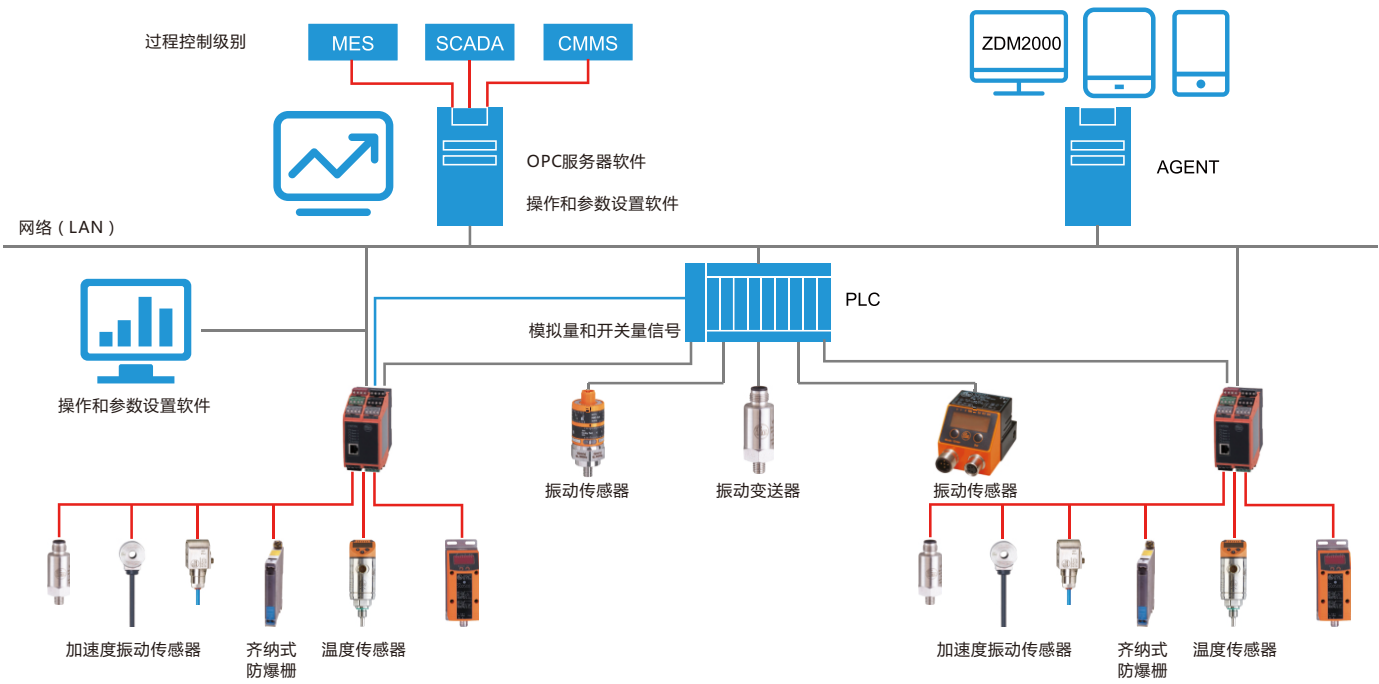 过程控制级别
MES
SCADA
CMMS
ZDM2000
OPC服务器软件
操作和参数设置软件
AGENT
网络（LAN）
PLC
模拟量和开关量信号
操作和参数设置软件
振动传感器
振动变送器
振动传感器
加速度振动传感器
齐纳式
防爆栅
温度传感器
加速度振动传感器
齐纳式
防爆栅
温度传感器